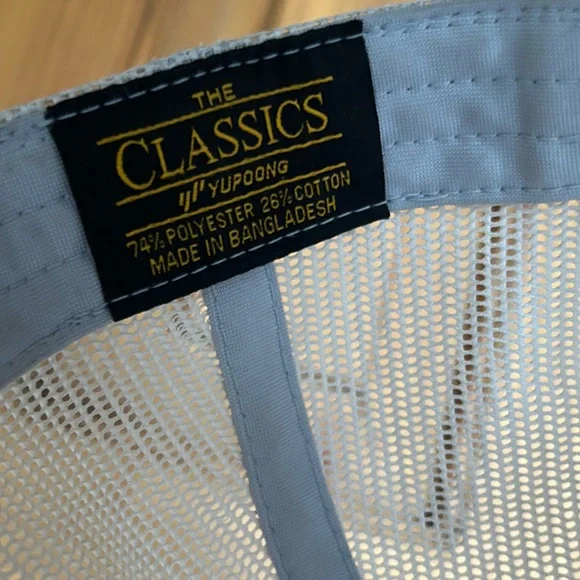 THE
CLASSICS
YUPOONG
74% POLYESTER 26% COTTON
MADE IN BANGLADESH